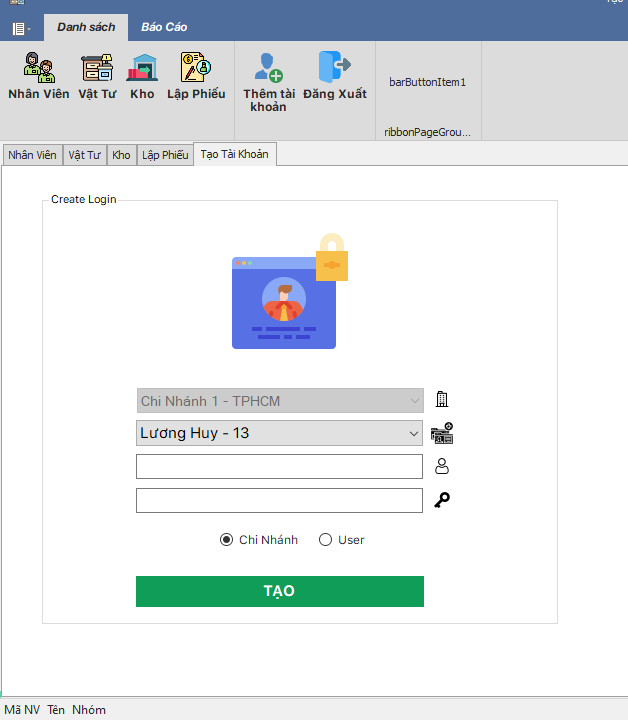 Danh sách Báo Cáo
Nhân Viên Vật Tư Kho Lập Phiếu Thêm tài khoản Đăng Xuất barButtonItem1
ribbonPageGrou...
Nhân Viên Vật Tư Kho Lập Phiếu Tạo Tài Khoản
Create Login
Chi Nhánh 1 - TPHCM
Lương Huy - 13
Chi Nhánh User
TẠO
Mã NV Tên Nhóm